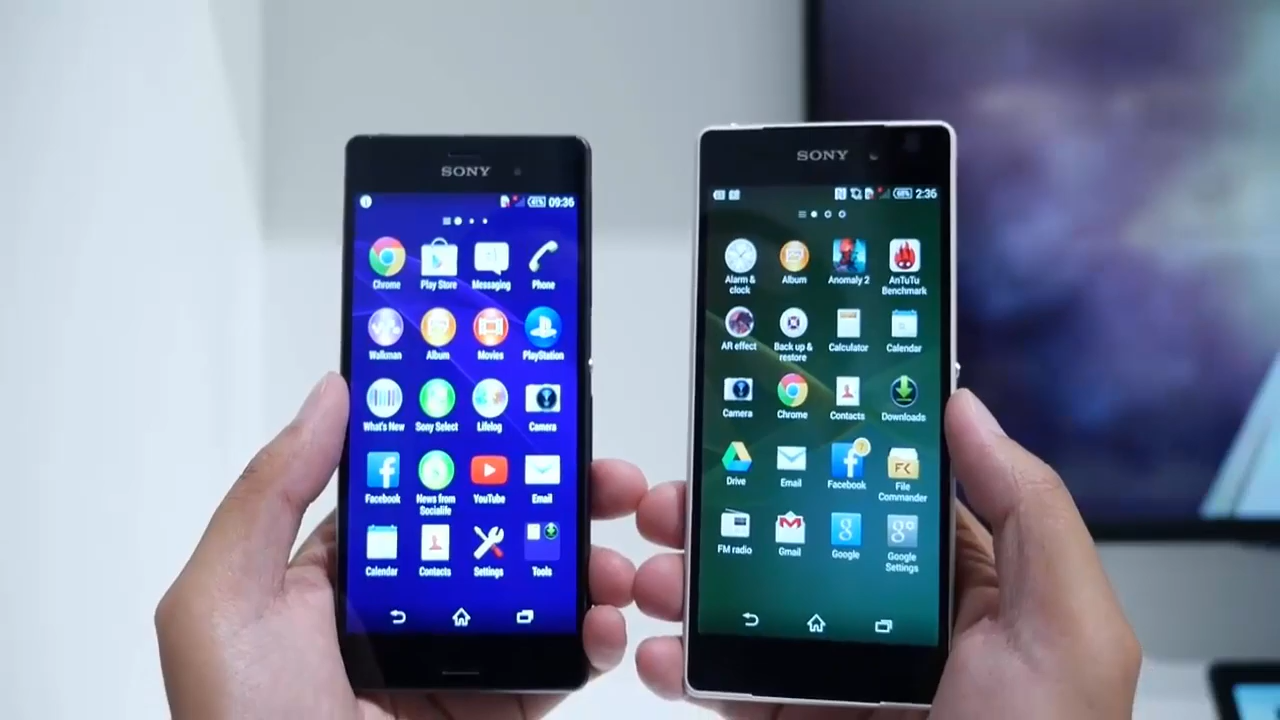 SONY
41% 09:36
Chrome Play Store Messaging Phone
Walkman Album Movies PlayStation
What's New Sony Select Lifelog Camera
Facebook News from Socialife YouTube Email
Calendar Contacts Settings Tools
SONY
68% 2:36
Alarm & clock Album Anomaly 2 AnTuTu Benchmark
AR effect Back up & restore Calculator Calendar
Camera Chrome Contacts Downloads
Drive Email Facebook File Commander
FM radio Gmail Google Google Settings